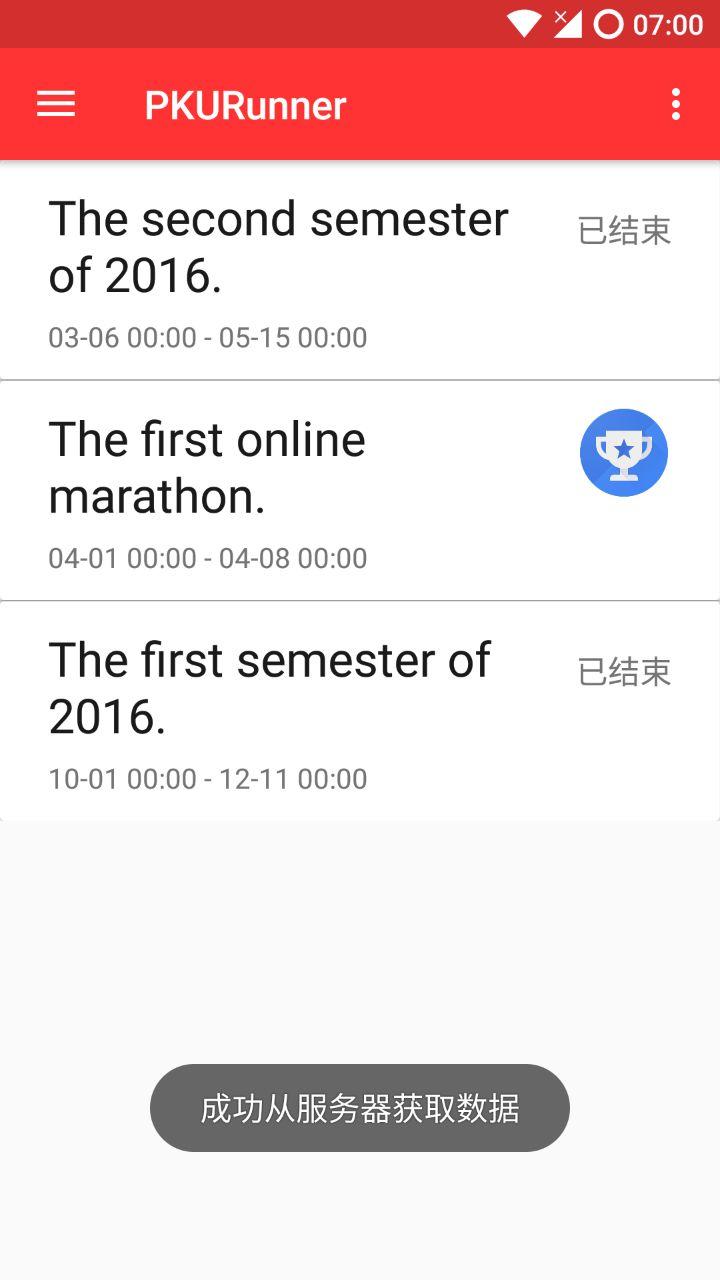 07:00
PKURunner
The second semester
of 2016.
已结束
03-06 00:00 - 05-15 00:00
The first online
marathon.
04-01 00:00 - 04-08 00:00
The first semester of
2016.
已结束
10-01 00:00 - 12-11 00:00
成功从服务器获取数据